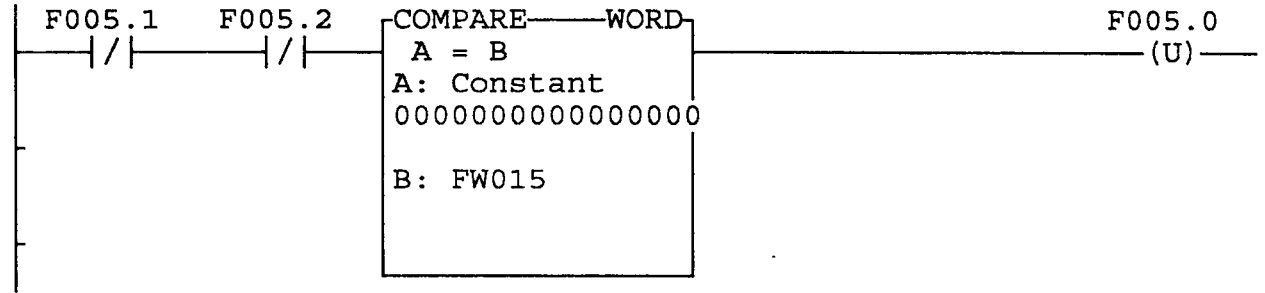 F005.1 F005.2 COMPARE WORD F005.0
A = B (U)
A: Constant
0000000000000000
B: FW015